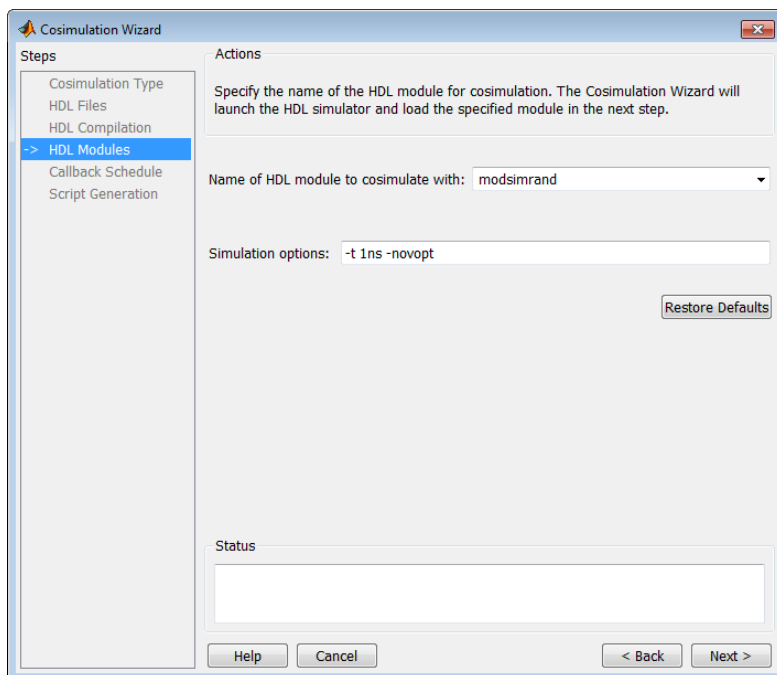 Cosimulation Wizard
Steps
Cosimulation Type
HDL Files
HDL Compilation
-> HDL Modules
Callback Schedule
Script Generation
Actions
Specify the name of the HDL module for cosimulation. The Cosimulation Wizard will
launch the HDL simulator and load the specified module in the next step.
Name of HDL module to cosimulate with: modsimrand
Simulation options: -t 1ns -novopt
Restore Defaults
Status
Help Cancel < Back Next >